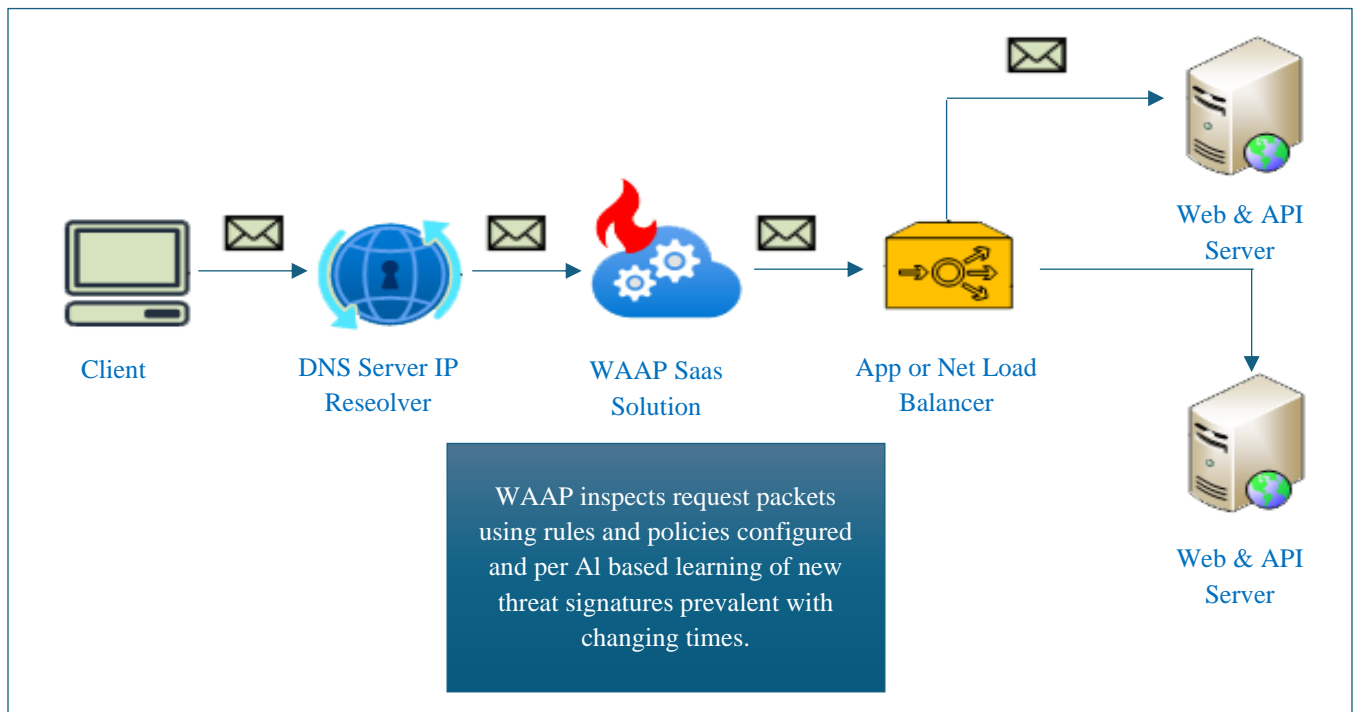 Client
DNS Server IP
Reseolver
WAAP Saas
Solution
App or Net Load
Balancer
Web & API
Server
Web & API
Server
WAAP inspects request packets
using rules and policies configured
and per Al based learning of new
threat signatures prevalent with
changing times.